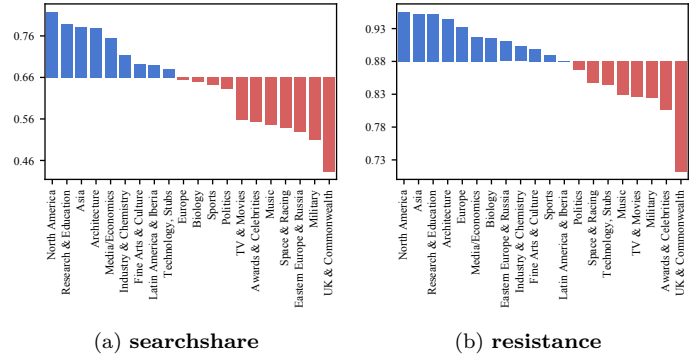 0.76
0.66
0.56
0.46
North America
Research & Education
Asia
Architecture
Media/Economics
Industry & Chemistry
Fine Arts & Culture
Latin America & Iberia
Technology, Stubs
Europe
Biology
Sports
Politics
TV & Movies
Awards & Celebrities
Music
Space & Racing
Eastern Europe & Russia
Military
UK & Commonwealth
(a) searchshare
0.93
0.88
0.83
0.78
0.73
North America
Asia
Research & Education
Architecture
Europe
Media/Economics
Biology
Eastern Europe & Russia
Industry & Chemistry
Fine Arts & Culture
Sports
Latin America & Iberia
Politics
Space & Racing
Technology, Stubs
Music
TV & Movies
Military
Awards & Celebrities
UK & Commonwealth
(b) resistance